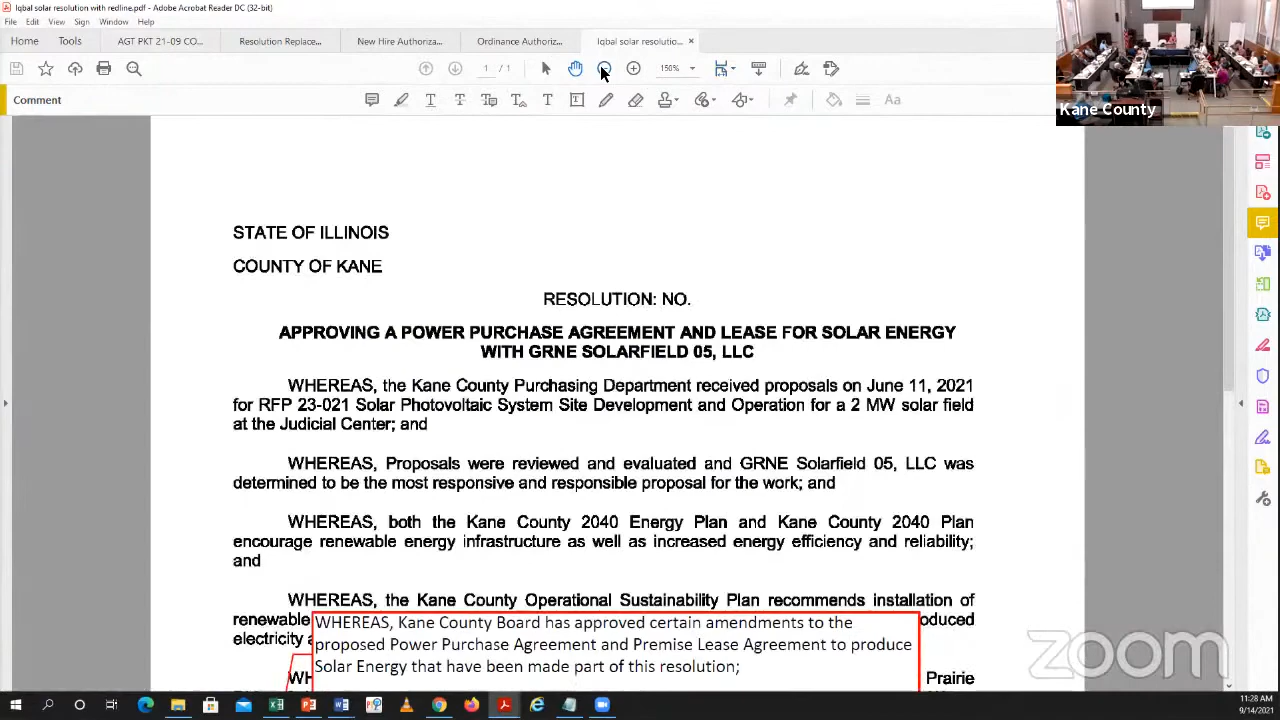 Iqbal solar resolution with redline.pdf - Adobe Acrobat Reader DC (32-bit)
File Edit View Sign Window Help
Home Tools AGT PKT 21-09 CO... Resolution Replace... New Hire Authoriza... Ordinance Authoriz... Iqbal solar resolutio... ×
/ 1 150%
Comment
Aa
Kane County
STATE OF ILLINOIS
COUNTY OF KANE
RESOLUTION: NO.
APPROVING A POWER PURCHASE AGREEMENT AND LEASE FOR SOLAR ENERGY
WITH GRNE SOLARFIELD 05, LLC
WHEREAS, the Kane County Purchasing Department received proposals on June 11, 2021
for RFP 23-021 Solar Photovoltaic System Site Development and Operation for a 2 MW solar field
at the Judicial Center; and
WHEREAS, Proposals were reviewed and evaluated and GRNE Solarfield 05, LLC was
determined to be the most responsive and responsible proposal for the work; and
WHEREAS, both the Kane County 2040 Energy Plan and Kane County 2040 Plan
encourage renewable energy infrastructure as well as increased energy efficiency and reliability;
and
WHEREAS, the Kane County Operational Sustainability Plan recommends installation of
renewable
electricity
WHEREAS, Kane County Board has approved certain amendments to the
proposed Power Purchase Agreement and Premise Lease Agreement to produce
Solar Energy that have been made part of this resolution;
Prairie
zoom
11:28 AM
9/14/2021